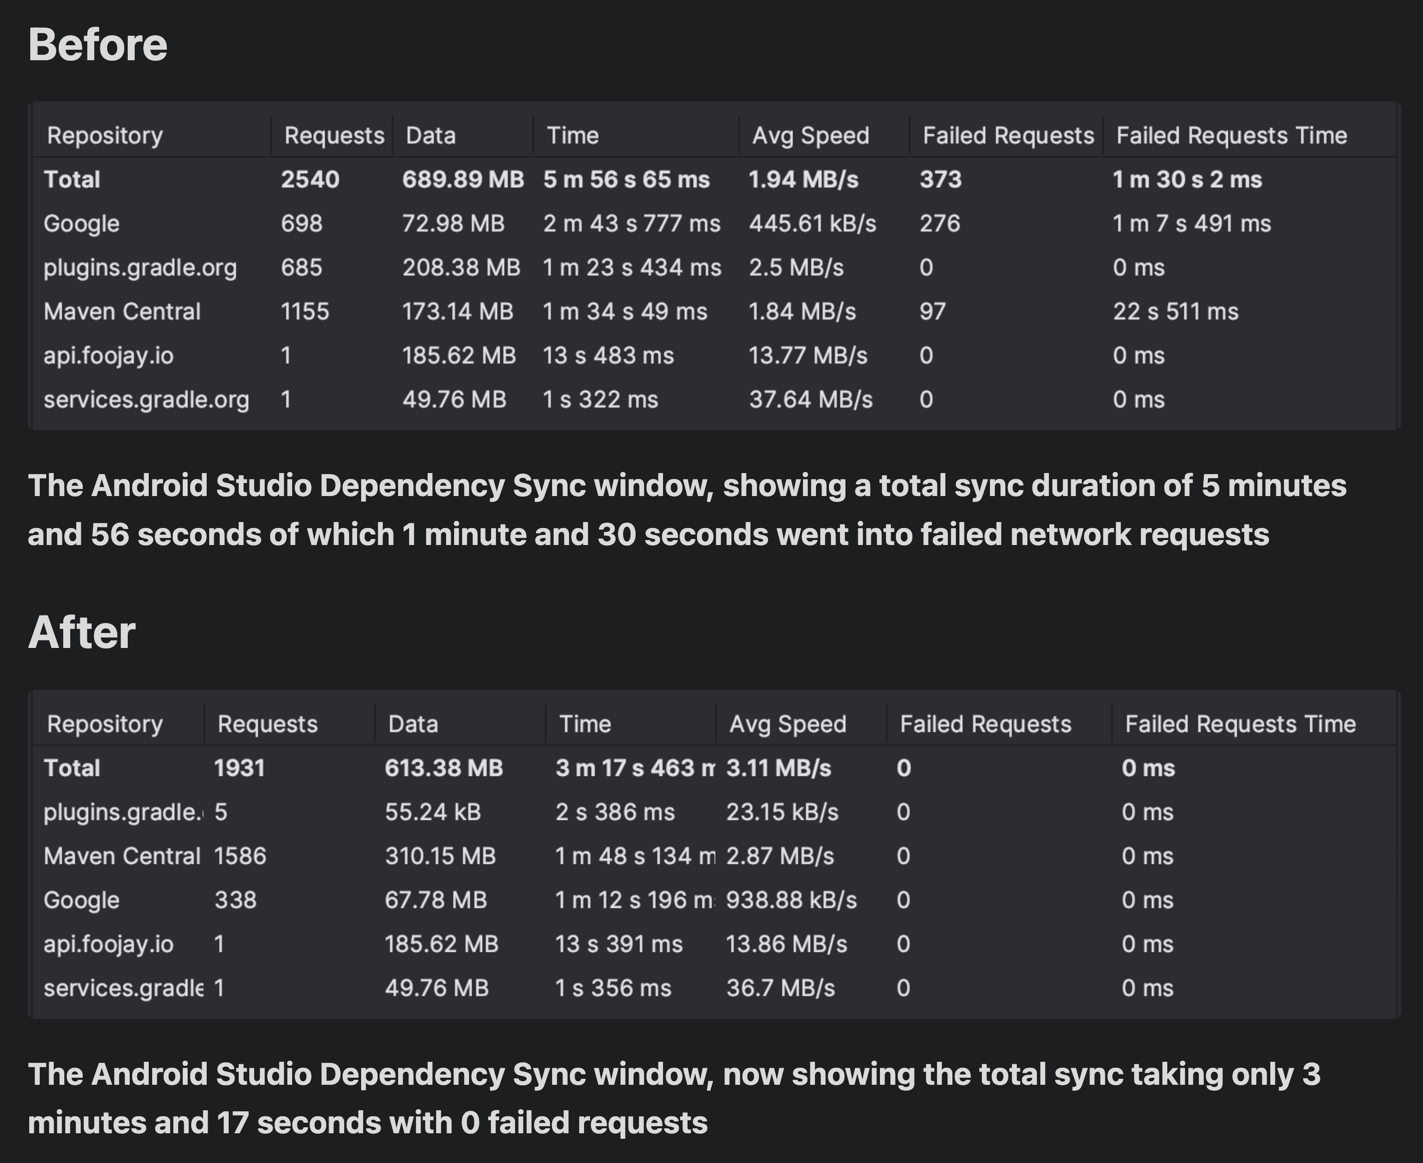 Before
Repository Requests Data Time Avg Speed Failed Requests Failed Requests Time
Total 2540 689.89 MB 5 m 56 s 65 ms 1.94 MB/s 373 1 m 30 s 2 ms
Google 698 72.98 MB 2 m 43 s 777 ms 445.61 kB/s 276 1 m 7 s 491 ms
plugins.gradle.org 685 208.38 MB 1 m 23 s 434 ms 2.5 MB/s 0 0 ms
Maven Central 1155 173.14 MB 1 m 34 s 49 ms 1.84 MB/s 97 22 s 511 ms
api.foojay.io 1 185.62 MB 13 s 483 ms 13.77 MB/s 0 0 ms
services.gradle.org 1 49.76 MB 1 s 322 ms 37.64 MB/s 0 0 ms
The Android Studio Dependency Sync window, showing a total sync duration of 5 minutes
and 56 seconds of which 1 minute and 30 seconds went into failed network requests
After
Repository Requests Data Time Avg Speed Failed Requests Failed Requests Time
Total 1931 613.38 MB 3 m 17 s 463 m 3.11 MB/s 0 0 ms
plugins.gradle. 5 55.24 kB 2 s 386 ms 23.15 kB/s 0 0 ms
Maven Central 1586 310.15 MB 1 m 48 s 134 m 2.87 MB/s 0 0 ms
Google 338 67.78 MB 1 m 12 s 196 m 938.88 kB/s 0 0 ms
api.foojay.io 1 185.62 MB 13 s 391 ms 13.86 MB/s 0 0 ms
services.gradle 1 49.76 MB 1 s 356 ms 36.7 MB/s 0 0 ms
The Android Studio Dependency Sync window, now showing the total sync taking only 3
minutes and 17 seconds with 0 failed requests